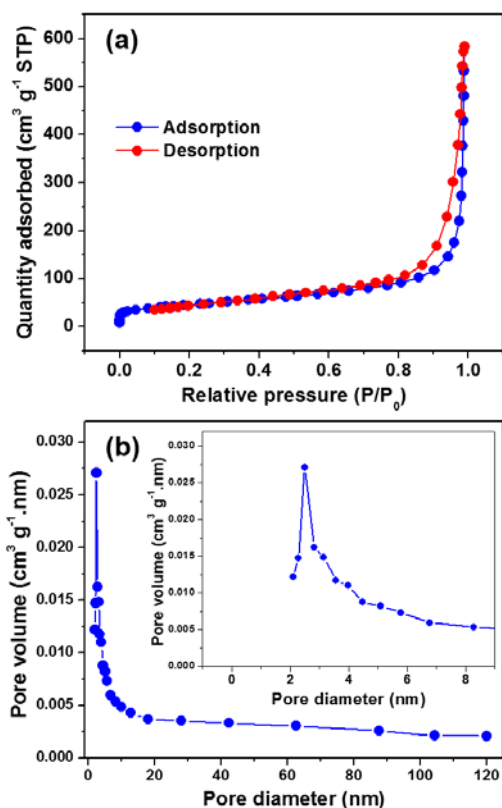 (a)
Quantity adsorbed (cm³ g⁻¹ STP)
600
500
400
300
200
100
0
Adsorption
Desorption
0.0 0.2 0.4 0.6 0.8 1.0
Relative pressure (P/P₀)
(b)
Pore volume (cm³ g⁻¹.nm)
0.030
0.025
0.020
0.015
0.010
0.005
0.000
Pore volume (cm³ g⁻¹.nm)
0.030
0.025
0.020
0.015
0.010
0.005
0.000
0 2 4 6 8
Pore diameter (nm)
0 20 40 60 80 100 120
Pore diameter (nm)